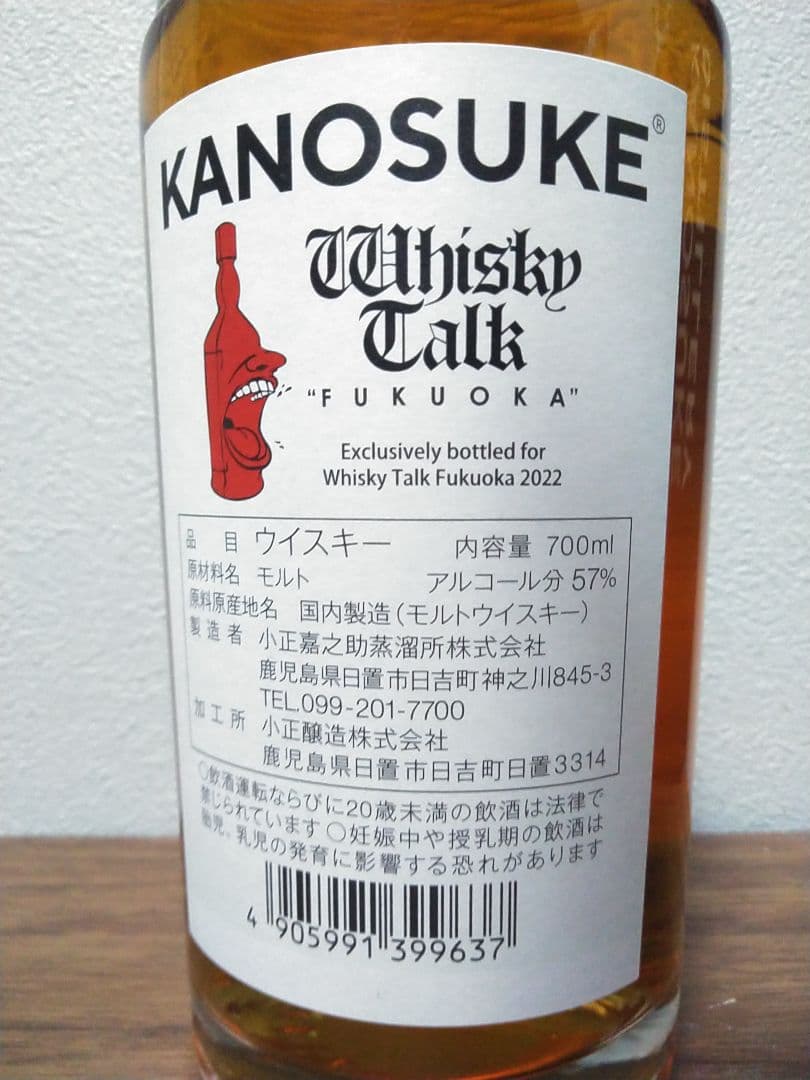 KANOSUKE®
Whisky
Talk
"FUKUOKA"
Exclusively bottled for
Whisky Talk Fukuoka 2022
品目 ウイスキー 内容量 700ml
原材料名 モルト アルコール分 57%
原料原産地名 国内製造(モルトウイスキー)
製造者 小正嘉之助蒸溜所株式会社
鹿児島県日置市日吉町神之川845-3
TEL.099-201-7700
加工所 小正醸造株式会社
鹿児島県日置市日吉町日置3314
○飲酒運転ならびに20歳未満の飲酒は法律で
禁じられています ○妊娠中や授乳期の飲酒は
胎児、乳児の発育に影響する恐れがあります
4 905991 399637